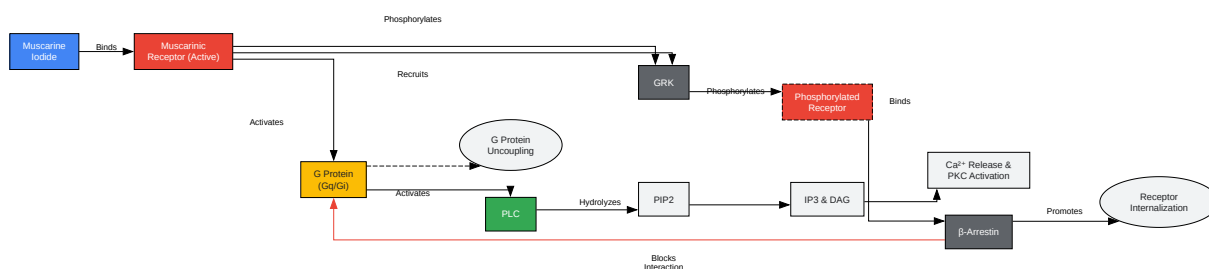 Phosphorylates
Muscarine
Iodide
Binds
Muscarinic
Receptor (Active)
Recruits
GRK
Phosphorylates
Phosphorylated
Receptor
Binds
Activates
G Protein
Uncoupling
G Protein
(Gq/Gi)
Activates
PLC
Hydrolyzes
PIP2
IP3 & DAG
Ca²⁺ Release &
PKC Activation
β-Arrestin
Promotes
Receptor
Internalization
Blocks
Interaction